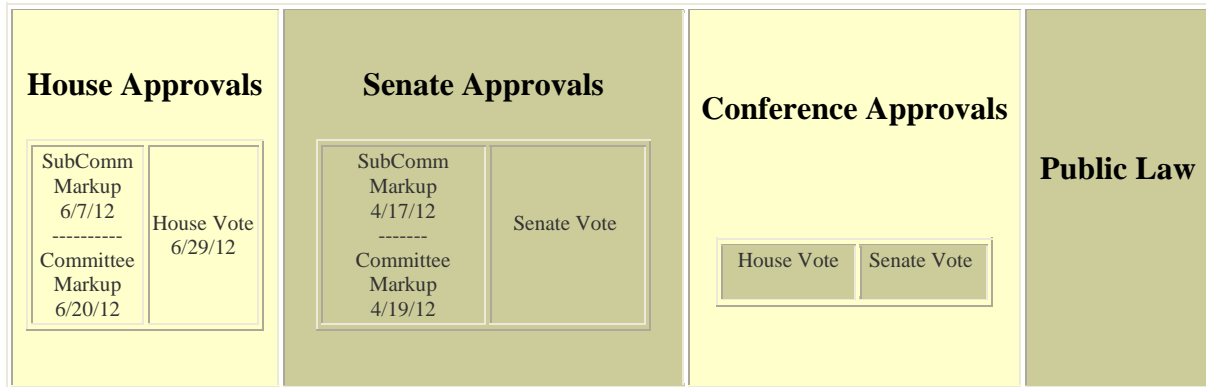 House Approvals
SubComm
Markup
6/7/12
----------
Committee
Markup
6/20/12
House Vote
6/29/12
Senate Approvals
SubComm
Markup
4/17/12
-------
Committee
Markup
4/19/12
Senate Vote
Conference Approvals
House Vote
Senate Vote
Public Law